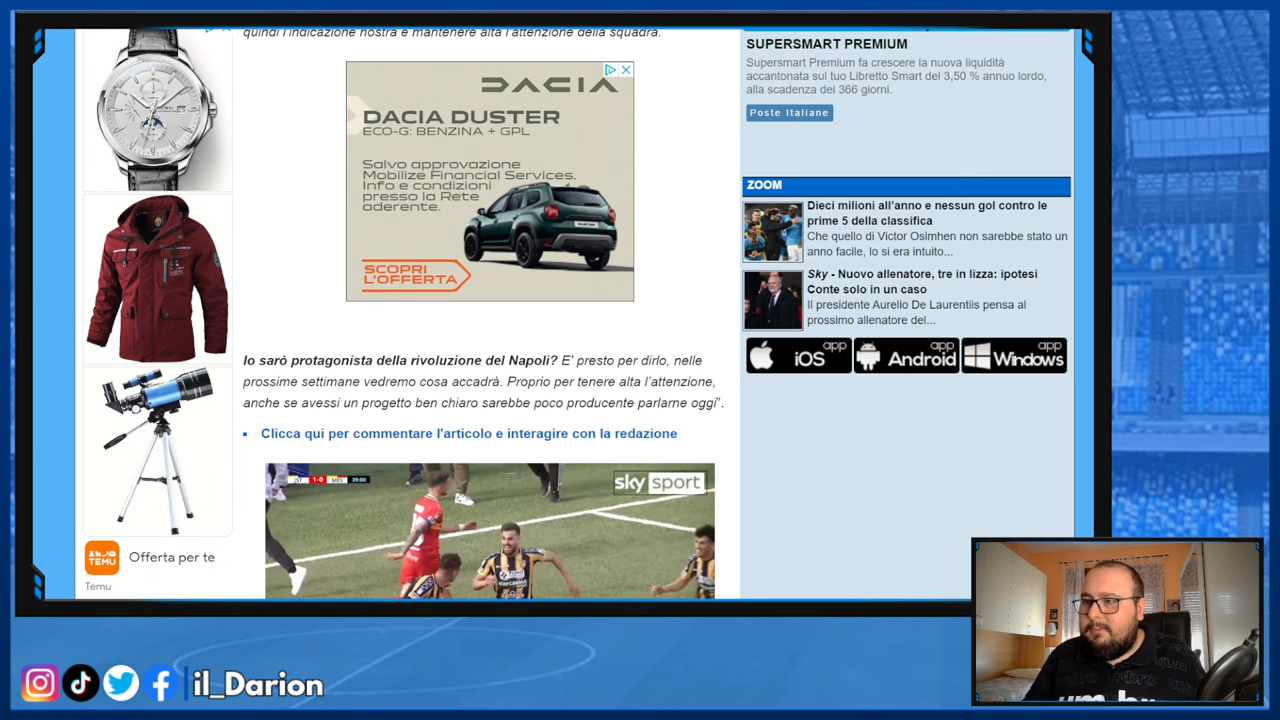 quindi l'indicazione nostra e mantenere alta l'attenzione della squadra.
DACIA
DACIA DUSTER
ECO-G: BENZINA + GPL
Salvo approvazione
Mobilize Financial Services.
Info e condizioni
presso la Rete
aderente.
SCOPRI
L'OFFERTA
Io sarò protagonista della rivoluzione del Napoli? E' presto per dirlo, nelle
prossime settimane vedremo cosa accadrà. Proprio per tenere alta l'attenzione,
anche se avessi un progetto ben chiaro sarebbe poco producente parlarne oggi".
Clicca qui per commentare l'articolo e interagire con la redazione
JST 1-0 MES 39:00
sky sport
TEMU
Offerta per te
Temu
SUPERSMART PREMIUM
Supersmart Premium fa crescere la nuova liquidità
accantonata sul tuo Libretto Smart del 3,50 % annuo lordo,
alla scadenza dei 366 giorni.
Poste Italiane
ZOOM
Dieci milioni all'anno e nessun gol contro le
prime 5 della classifica
Che quello di Victor Osimhen non sarebbe stato un
anno facile, lo si era intuito...
Sky - Nuovo allenatore, tre in lizza: ipotesi
Conte solo in un caso
Il presidente Aurelio De Laurentiis pensa al
prossimo allenatore del...
app
iOS
app
Android
app
Windows
il_Darion